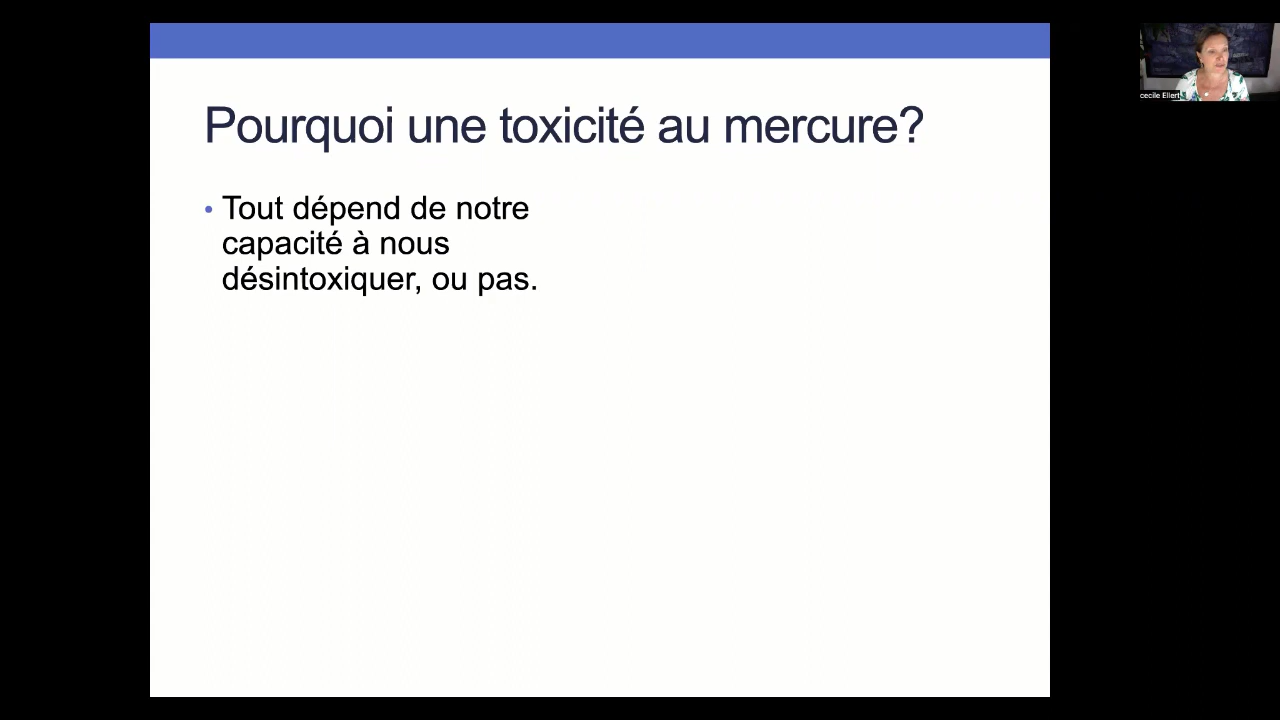 Pourquoi une toxicité au mercure?
• Tout dépend de notre
capacité à nous
désintoxiquer, ou pas.
cecile Ellert